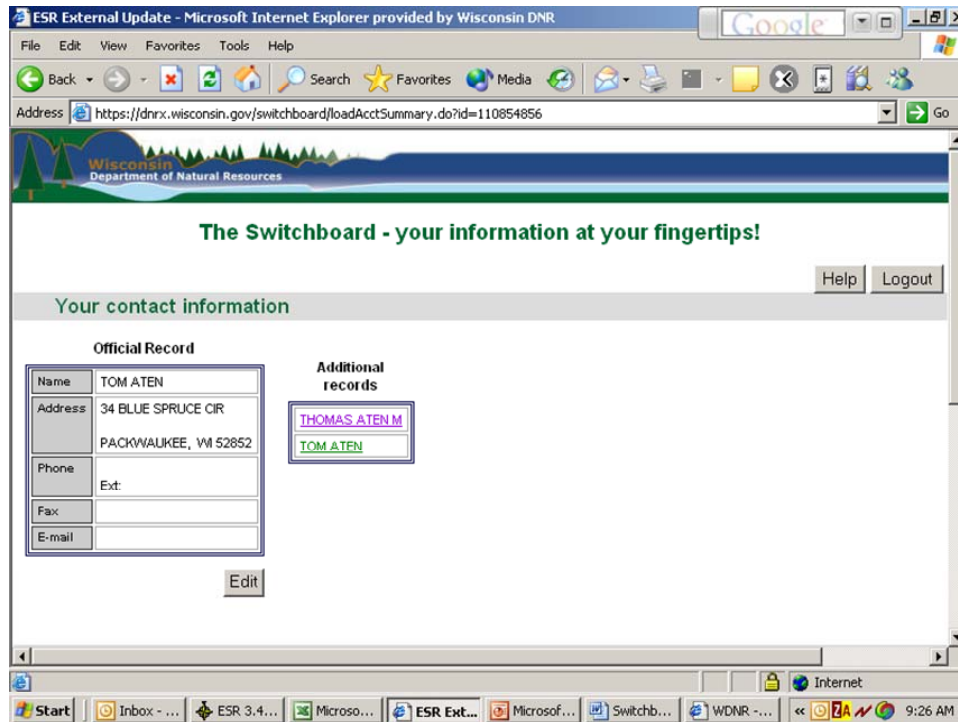 ESR External Update - Microsoft Internet Explorer provided by Wisconsin DNR
Google
File Edit View Favorites Tools Help
Back Search Favorites Media
Address https://dnrx.wisconsin.gov/switchboard/loadAcctSummary.do?id=110854856 Go
Wisconsin
Department of Natural Resources
The Switchboard - your information at your fingertips!
Help Logout
Your contact information
Official Record
Name TOM ATEN
Address 34 BLUE SPRUCE CIR
PACKWAUKEE, WI 52852
Phone
Ext:
Fax
E-mail
Edit
Additional
records
THOMAS ATEN M
TOM ATEN
Internet
Start Inbox - ... ESR 3.4... Microso... ESR Ext... Microsof... Switchb... WDNR -... « ZA 9:26 AM